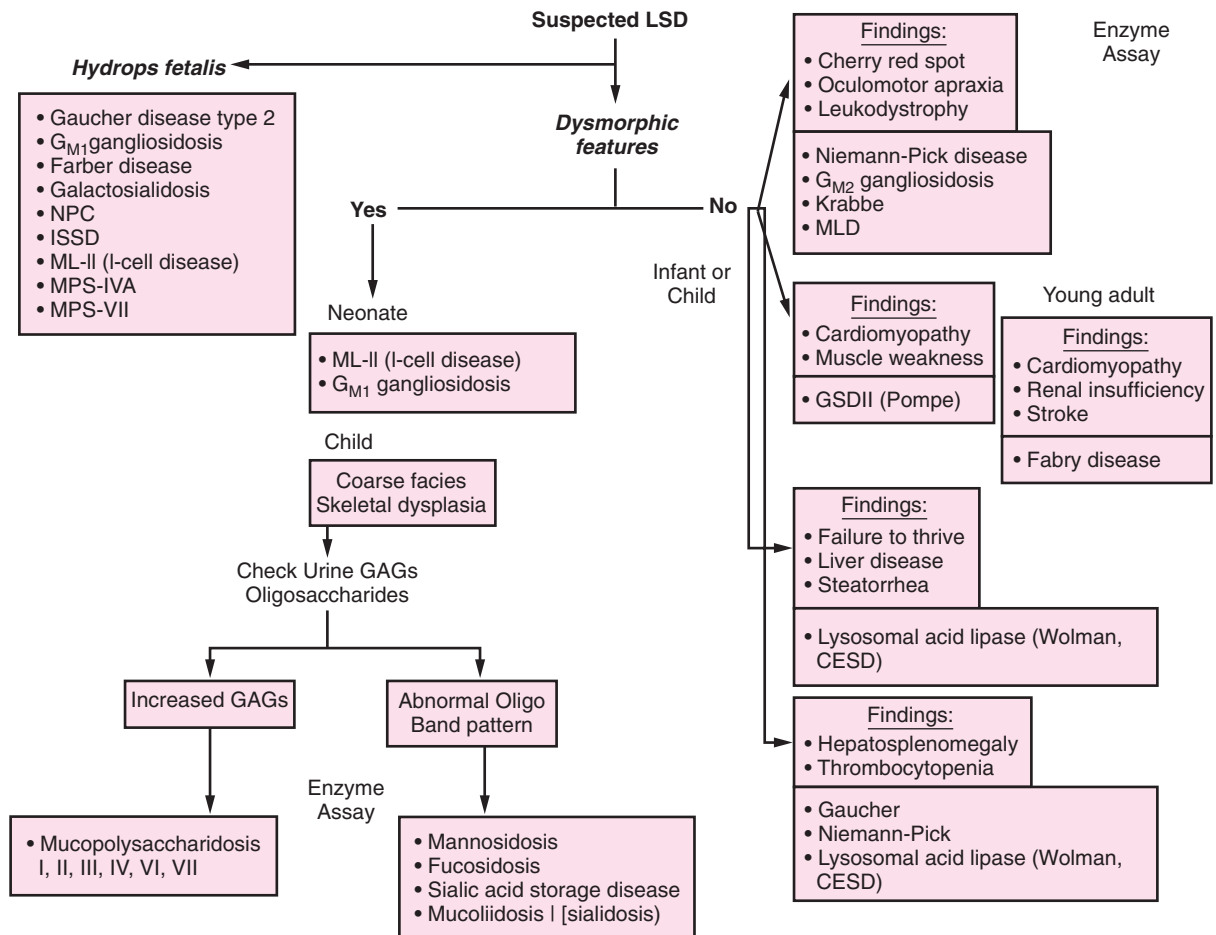 Suspected LSD
Hydrops fetalis
• Gaucher disease type 2
• GM1gangliosidosis
• Farber disease
• Galactosialidosis
• NPC
• ISSD
• ML-II (I-cell disease)
• MPS-IVA
• MPS-VII
Dysmorphic
features
Yes
No
Neonate
• ML-II (I-cell disease)
• GM1 gangliosidosis
Child
Coarse facies
Skeletal dysplasia
Check Urine GAGs
Oligosaccharides
Increased GAGs
Abnormal Oligo
Band pattern
Enzyme
Assay
• Mucopolysaccharidosis
I, II, III, IV, VI, VII
• Mannosidosis
• Fucosidosis
• Sialic acid storage disease
• Mucoliidosis I [sialidosis)
Infant or
Child
Enzyme
Assay
Findings:
• Cherry red spot
• Oculomotor apraxia
• Leukodystrophy
• Niemann-Pick disease
• GM2 gangliosidosis
• Krabbe
• MLD
Findings:
• Cardiomyopathy
• Muscle weakness
• GSDII (Pompe)
Young adult
Findings:
• Cardiomyopathy
• Renal insufficiency
• Stroke
• Fabry disease
Findings:
• Failure to thrive
• Liver disease
• Steatorrhea
• Lysosomal acid lipase (Wolman,
CESD)
Findings:
• Hepatosplenomegaly
• Thrombocytopenia
• Gaucher
• Niemann-Pick
• Lysosomal acid lipase (Wolman,
CESD)